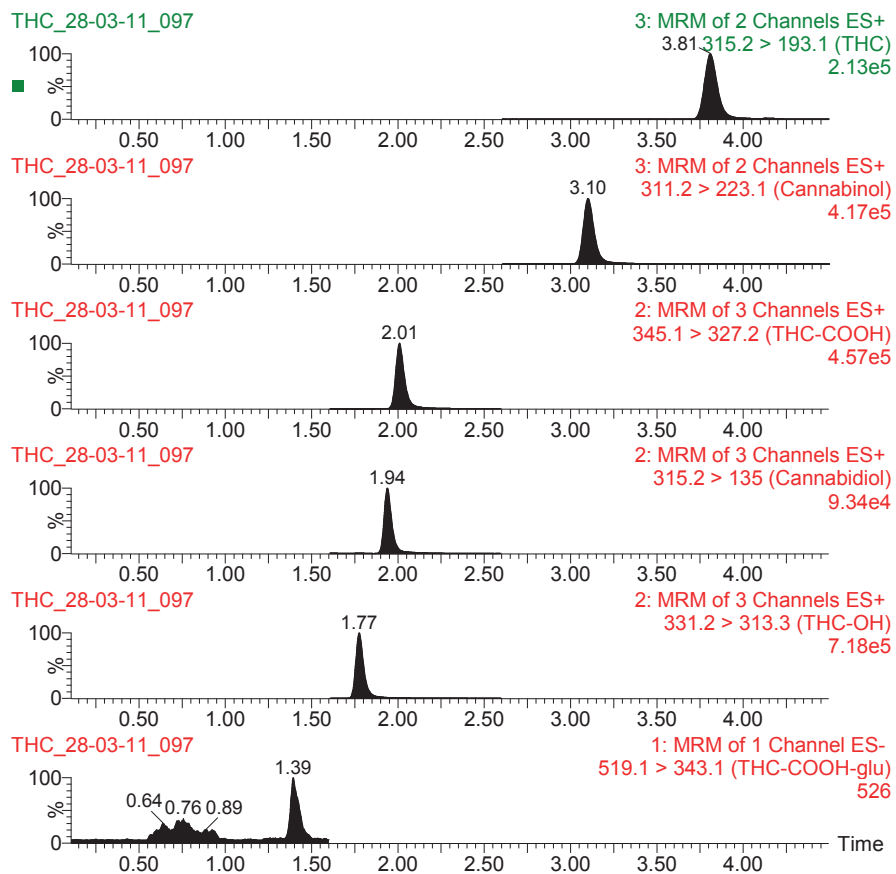 THC_28-03-11_097
3: MRM of 2 Channels ES+
315.2 > 193.1 (THC)
2.13e5
3.81
100
%
0
0.50 1.00 1.50 2.00 2.50 3.00 3.50 4.00
THC_28-03-11_097
3: MRM of 2 Channels ES+
311.2 > 223.1 (Cannabinol)
4.17e5
3.10
100
%
0
0.50 1.00 1.50 2.00 2.50 3.00 3.50 4.00
THC_28-03-11_097
2: MRM of 3 Channels ES+
345.1 > 327.2 (THC-COOH)
4.57e5
2.01
100
%
0
0.50 1.00 1.50 2.00 2.50 3.00 3.50 4.00
THC_28-03-11_097
2: MRM of 3 Channels ES+
315.2 > 135 (Cannabidiol)
9.34e4
1.94
100
%
0
0.50 1.00 1.50 2.00 2.50 3.00 3.50 4.00
THC_28-03-11_097
2: MRM of 3 Channels ES+
331.2 > 313.3 (THC-OH)
7.18e5
1.77
100
%
0
0.50 1.00 1.50 2.00 2.50 3.00 3.50 4.00
THC_28-03-11_097
1: MRM of 1 Channel ES-
519.1 > 343.1 (THC-COOH-glu)
526
1.39
100
%
0.64 0.76 0.89
0
Time
0.50 1.00 1.50 2.00 2.50 3.00 3.50 4.00